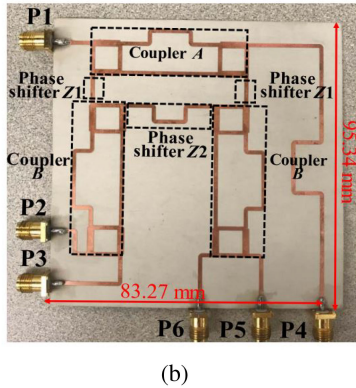 P1
Coupler A
Phase
shifter Z1
Phase
shifter Z1
Phase
shifter Z2
Coupler
B
Coupler
B
95.34 mm
P2
P3
83.27 mm
P6
P5
P4
(b)